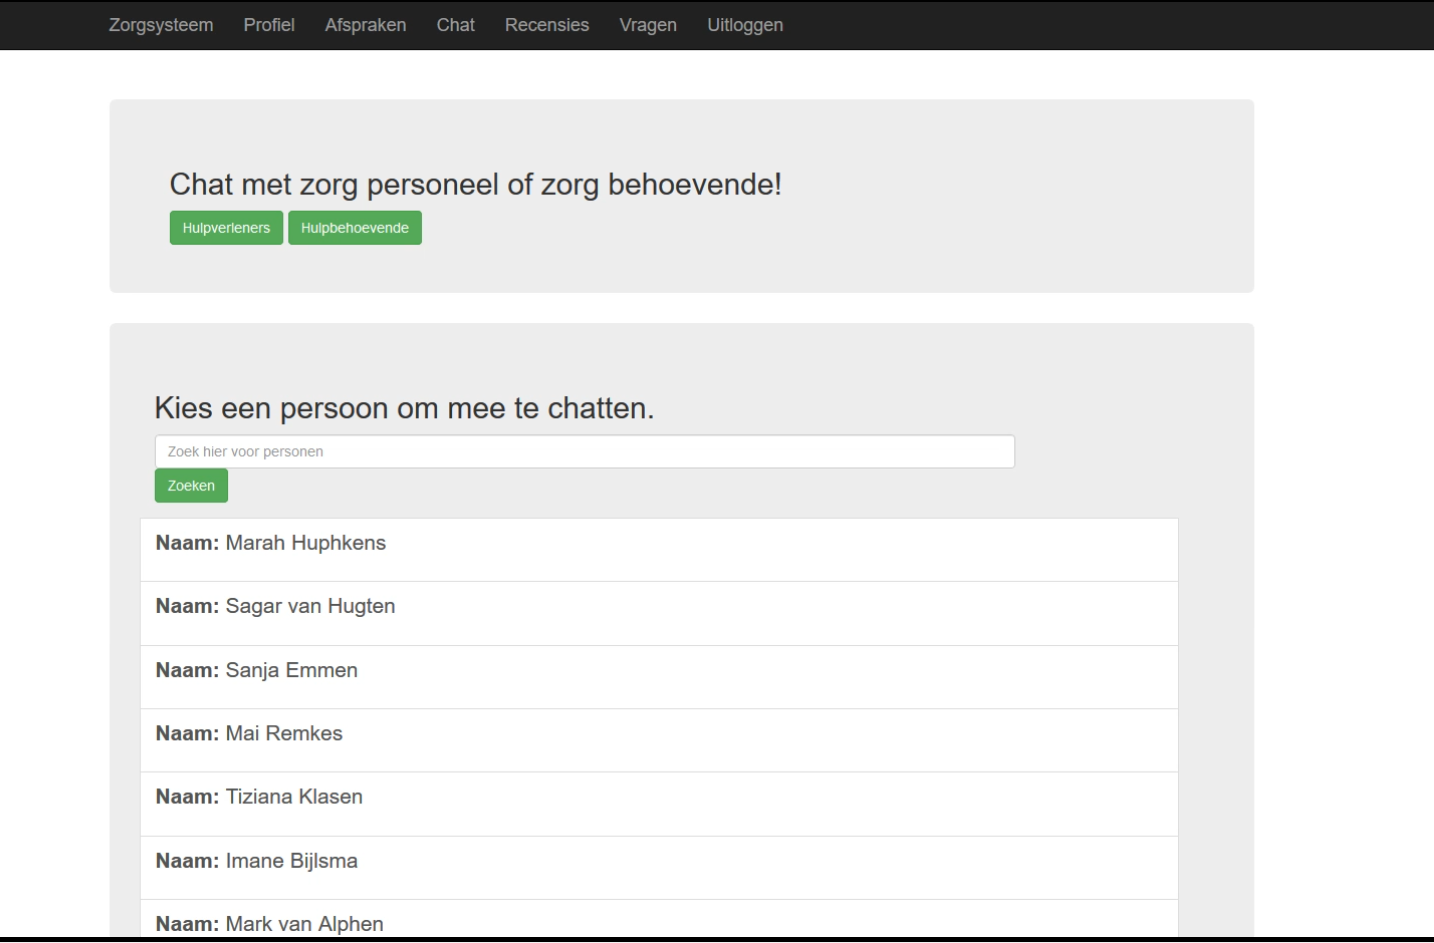 Zorgsysteem Profiel Afspraken Chat Recensies Vragen Uitloggen
Chat met zorg personeel of zorg behoevende!
Hulpverleners Hulpbehoevende
Kies een persoon om mee te chatten.
Zoek hier voor personen
Zoeken
Naam: Marah Huphkens
Naam: Sagar van Hugten
Naam: Sanja Emmen
Naam: Mai Remkes
Naam: Tiziana Klasen
Naam: Imane Bijlsma
Naam: Mark van Alphen